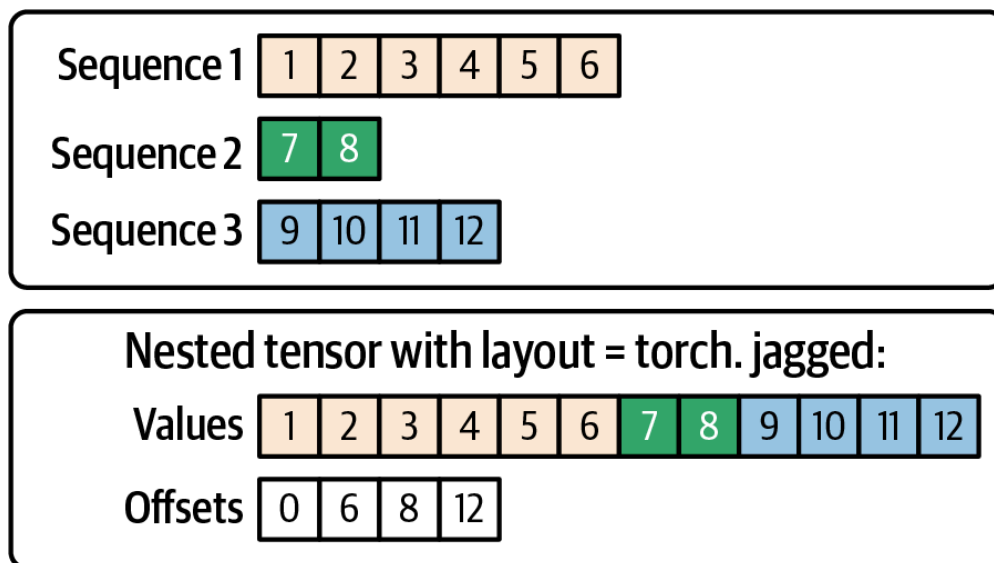 Sequence 1 1 2 3 4 5 6
Sequence 2 7 8
Sequence 3 9 10 11 12
Nested tensor with layout = torch. jagged:
Values 1 2 3 4 5 6 7 8 9 10 11 12
Offsets 0 6 8 12